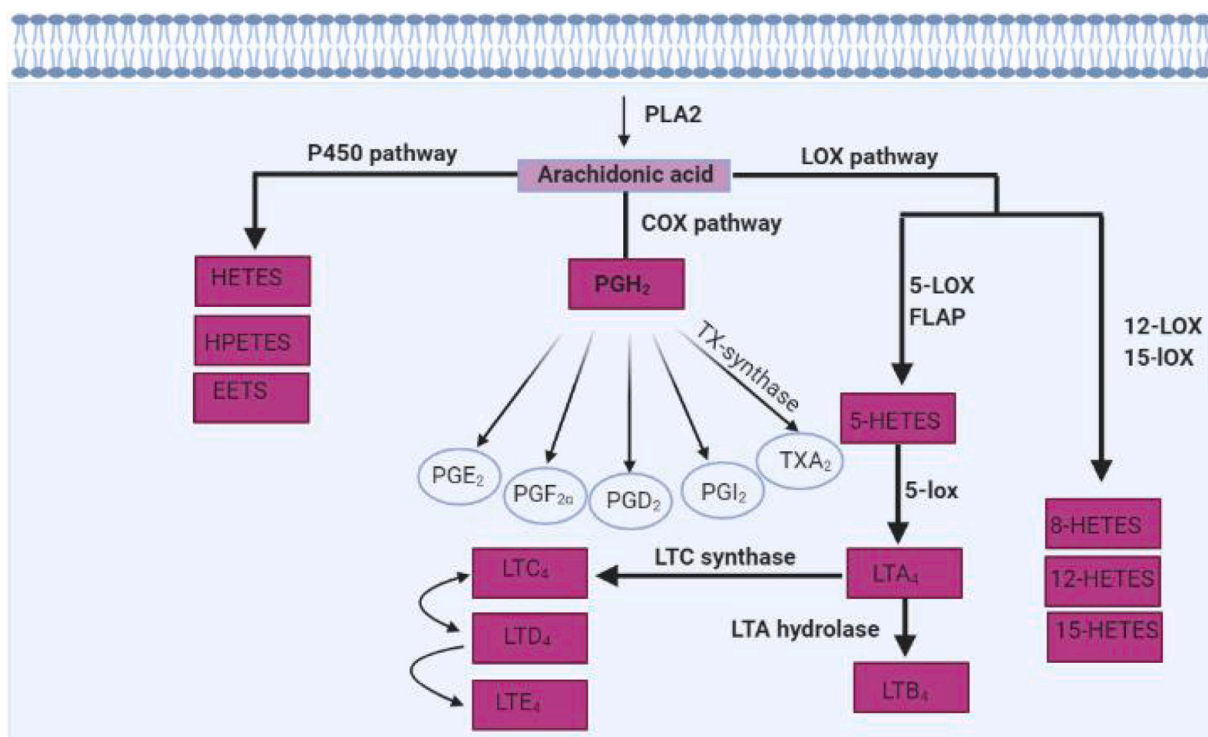 PLA2
P450 pathway
Arachidonic acid
LOX pathway
COX pathway
HETES
HPETES
EETS
PGH₂
5-LOX
FLAP
12-LOX
15-lOX
TX-synthase
PGE₂
PGF₂α
PGD₂
PGI₂
TXA₂
5-HETES
5-lox
8-HETES
12-HETES
15-HETES
LTC₄
LTC synthase
LTA₄
LTD₄
LTA hydrolase
LTE₄
LTB₄